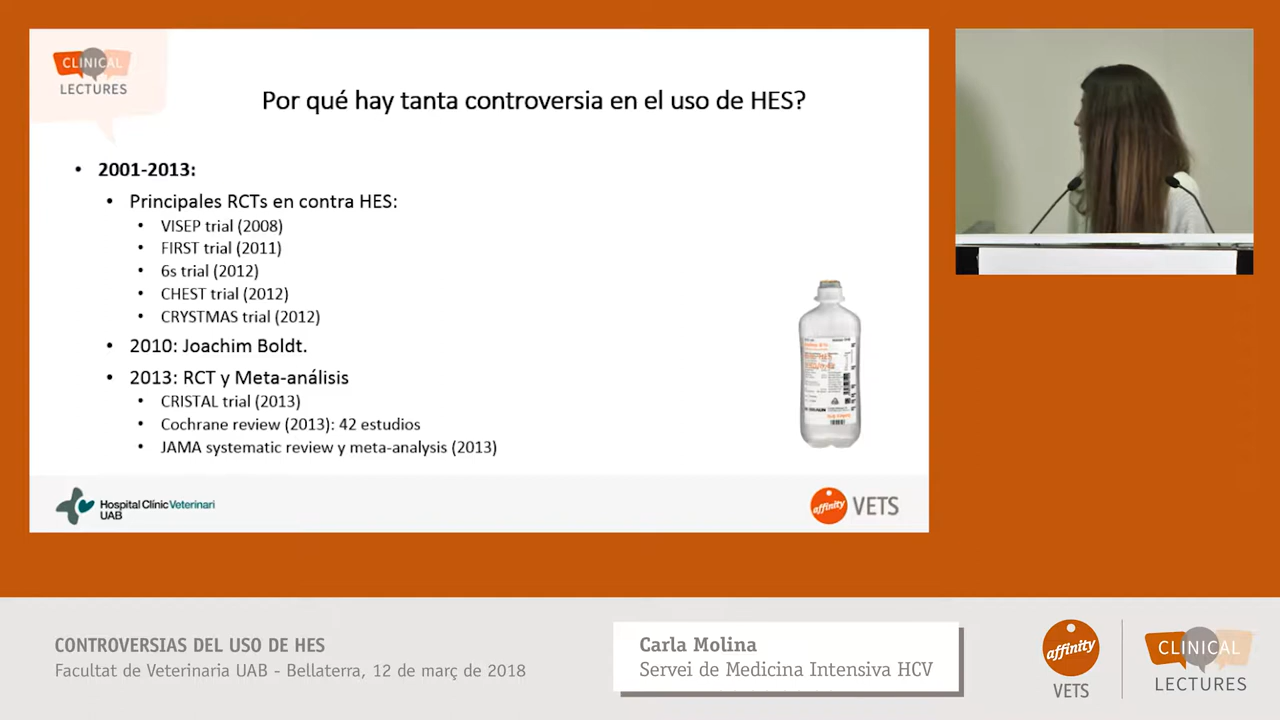 CLINICAL
LECTURES
Por qué hay tanta controversia en el uso de HES?
• 2001-2013:
• Principales RCTs en contra HES:
• VISEP trial (2008)
• FIRST trial (2011)
• 6s trial (2012)
• CHEST trial (2012)
• CRYSTMAS trial (2012)
• 2010: Joachim Boldt.
• 2013: RCT y Meta-análisis
• CRISTAL trial (2013)
• Cochrane review (2013): 42 estudios
• JAMA systematic review y meta-analysis (2013)
Hospital Clínic Veterinari
UAB
affinity VETS
CONTROVERSIAS DEL USO DE HES
Facultat de Veterinaria UAB - Bellaterra, 12 de març de 2018
Carla Molina
Servei de Medicina Intensiva HCV
affinity
VETS
CLINICAL
LECTURES